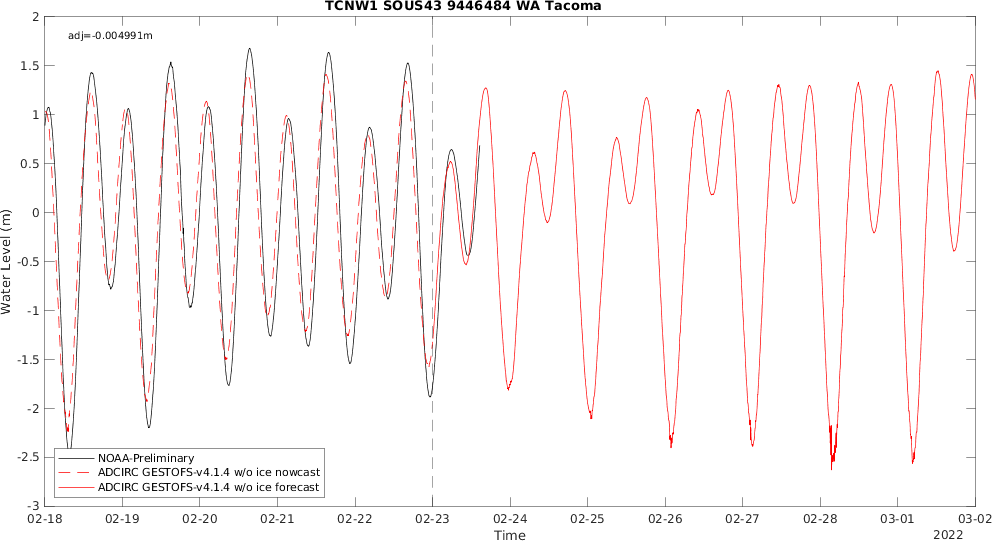 TCNW1 SOUS43 9446484 WA Tacoma
adj=-0.004991m
2
1.5
1
0.5
0
-0.5
-1
-1.5
-2
-2.5
-3
Water Level (m)
NOAA-Preliminary
ADCIRC GESTOFS-v4.1.4 w/o ice nowcast
ADCIRC GESTOFS-v4.1.4 w/o ice forecast
02-18 02-19 02-20 02-21 02-22 02-23 02-24 02-25 02-26 02-27 02-28 03-01 03-02
Time
2022